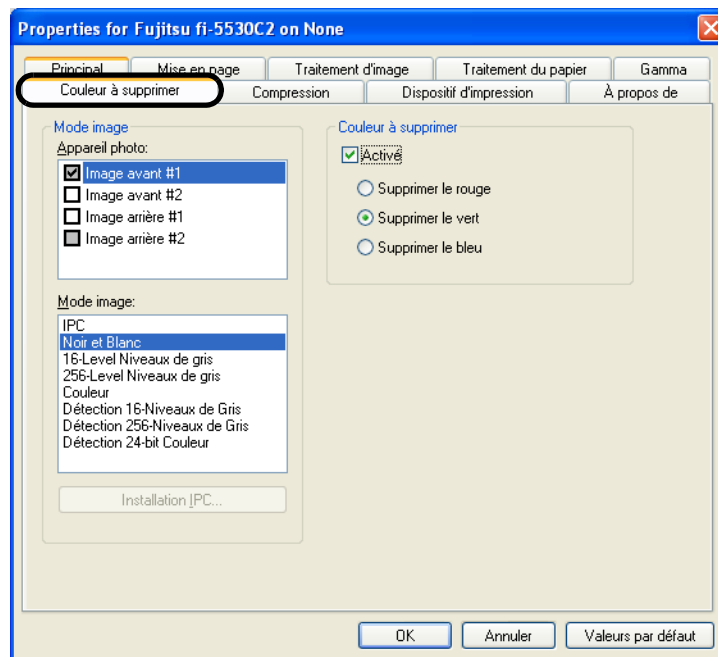 Properties for Fujitsu fi-5530C2 on None
Principal Mise en page Traitement d'image Traitement du papier Gamma
Couleur à supprimer Compression Dispositif d'impression À propos de
Mode image
Appareil photo:
Image avant #1
Image avant #2
Image arrière #1
Image arrière #2
Mode image:
IPC
Noir et Blanc
16-Level Niveaux de gris
256-Level Niveaux de gris
Couleur
Détection 16-Niveaux de Gris
Détection 256-Niveaux de Gris
Détection 24-bit Couleur
Installation IPC...
Couleur à supprimer
Activé
Supprimer le rouge
Supprimer le vert
Supprimer le bleu
OK Annuler Valeurs par défaut